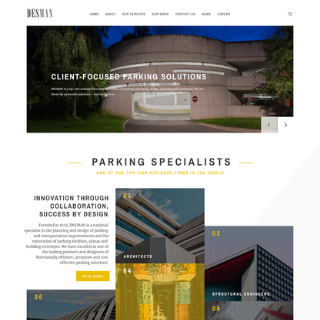 DESMAN
HOME ABOUT OUR SERVICES OUR WORK CONTACT US NEWS CAREER
CLIENT-FOCUSED PARKING SOLUTIONS
PARKING SPECIALISTS
ONE OF THE TOP-TIER NATIONAL FIRMS IN THE WORLD
INNOVATION THROUGH
COLLABORATION,
SUCCESS BY DESIGN
Founded in 1973, DESMAN is a national
specialist in the planning and design of parking
and transportation improvements and the
restoration of parking facilities, plazas and
building envelopes. We have excelled as one of
the leading planners and designers of
functionally efficient, attractive and cost
effective parking solutions.
READ MORE
01
ARCHITECTS
02
STRUCTURAL ENGINEERS
04
05
06